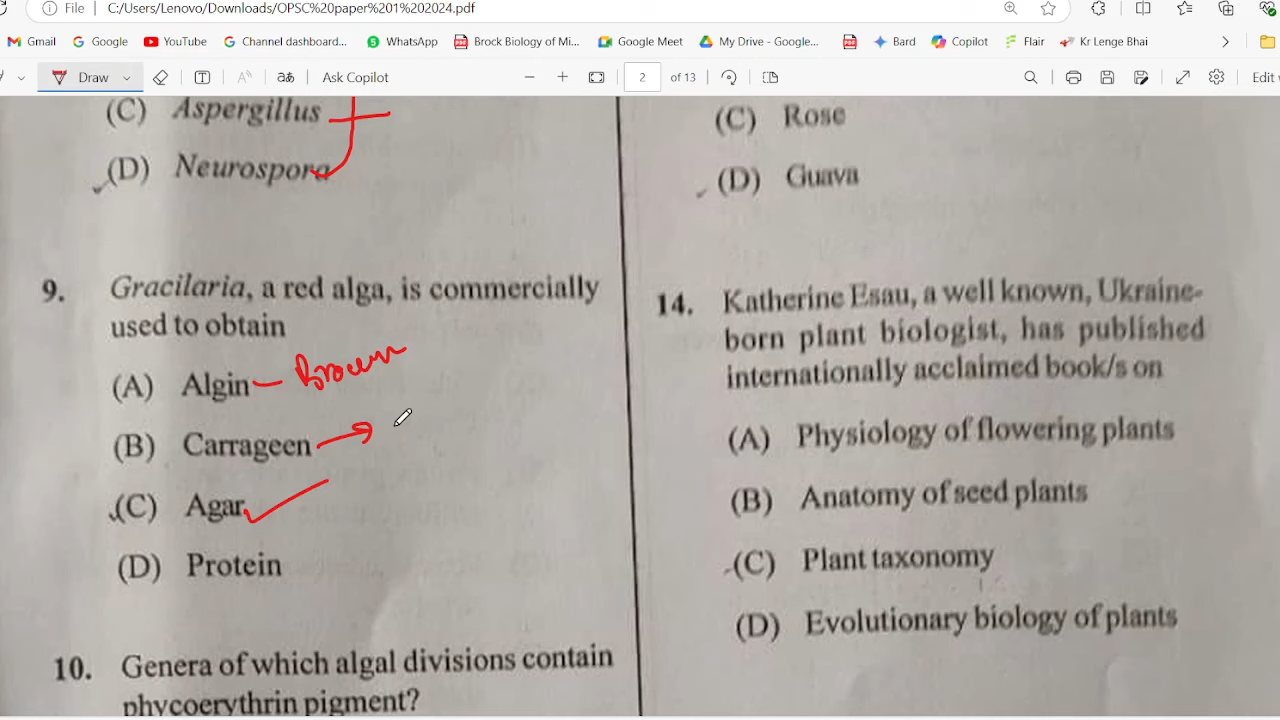 File
C:/Users/Lenovo/Downloads/OPSC%20paper%201%202024.pdf
Gmail
Google
YouTube
Channel dashboard...
WhatsApp
Brock Biology of Mi...
Google Meet
My Drive - Google...
Bard
Copilot
Flair
Kr Lenge Bhai
Draw
Ask Copilot
2
of 13
Edit
(C) Aspergillus
(D) Neurospora
9. Gracilaria, a red alga, is commercially
used to obtain
(A) Algin – Brown
(B) Carrageen
(C) Agar
(D) Protein
10. Genera of which algal divisions contain
phycoerythrin pigment?
(C) Rose
(D) Guava
14. Katherine Esau, a well known, Ukraine-
born plant biologist, has published
internationally acclaimed book/s on
(A) Physiology of flowering plants
(B) Anatomy of seed plants
(C) Plant taxonomy
(D) Evolutionary biology of plants